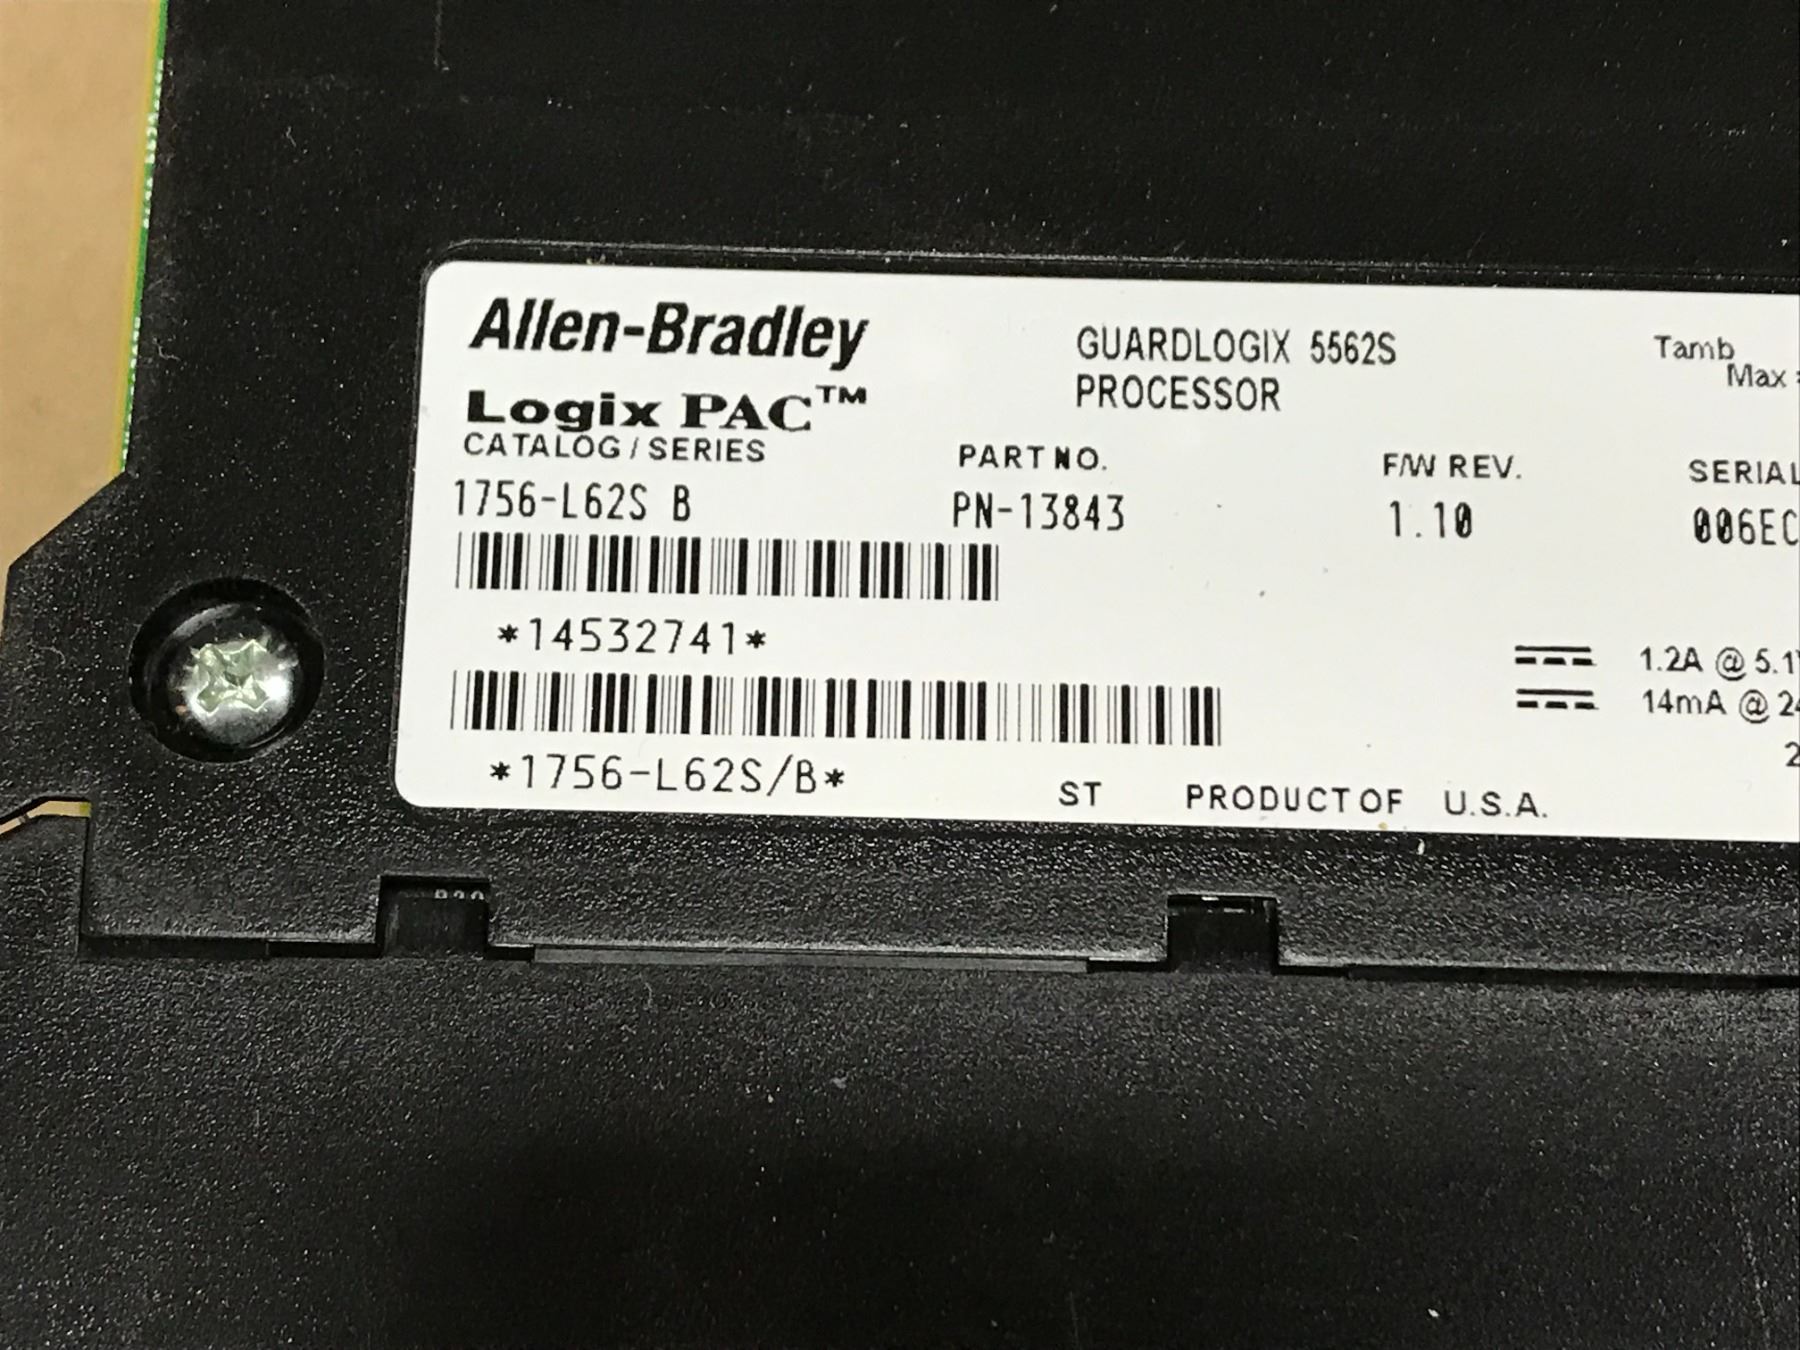 Allen-Bradley
Logix PAC™
GUARDLOGIX 5562S
PROCESSOR
Tamb
Max
CATALOG / SERIES
PART NO.
F/W REV.
SERIAL
1756-L62S B
PN-13843
1.10
006EC
*14532741*
1.2A @ 5.1
14mA @ 2
*1756-L62S/B*
ST
PRODUCT OF U.S.A.